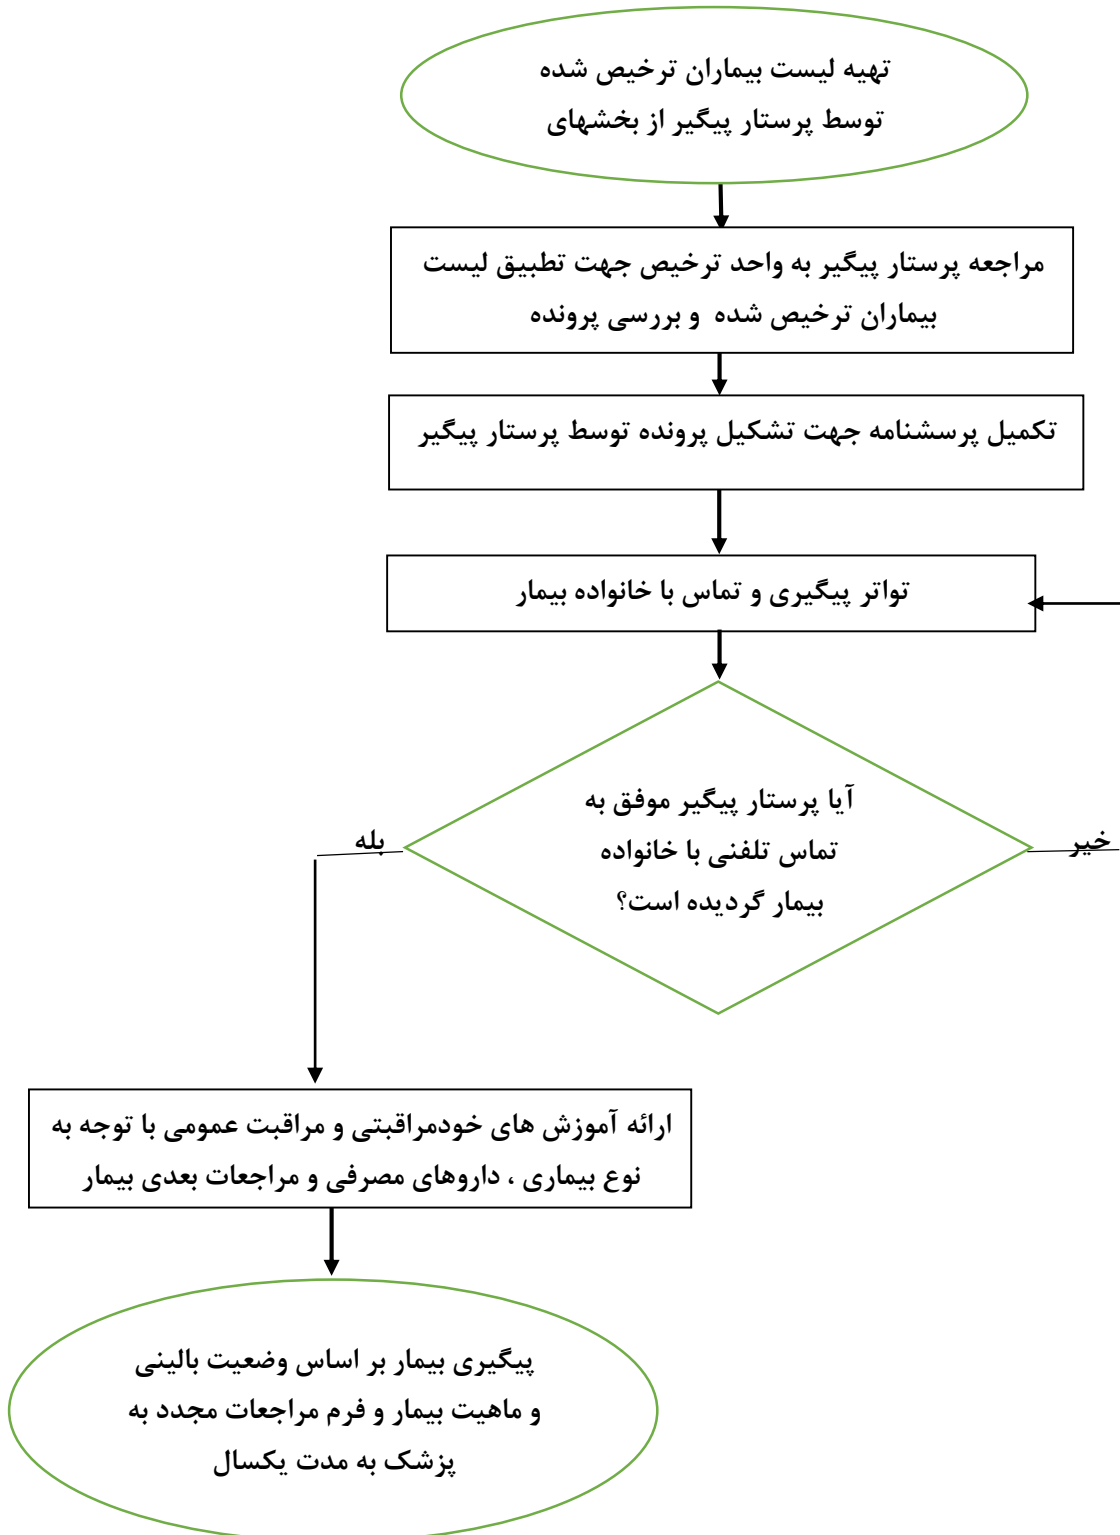 تهیه لیست بیماران ترخیص شده
توسط پرستار پیگیر از بخشهای
مراجعه پرستار پیگیر به واحد ترخیص جهت تطبیق لیست
بیماران ترخیص شده و بررسی پرونده
تکمیل پرسشنامه جهت تشکیل پرونده توسط پرستار پیگیر
تواتر پیگیری و تماس با خانواده بیمار
آیا پرستار پیگیر موفق به
تماس تلفنی با خانواده
بیمار گردیده است؟
خیر
بله
ارائه آموزش های خودمراقبتی و مراقبت عمومی با توجه به
نوع بیماری ، داروهای مصرفی و مراجعات بعدی بیمار
پیگیری بیمار بر اساس وضعیت بالینی
و ماهیت بیمار و فرم مراجعات مجدد به
پزشک به مدت یکسال